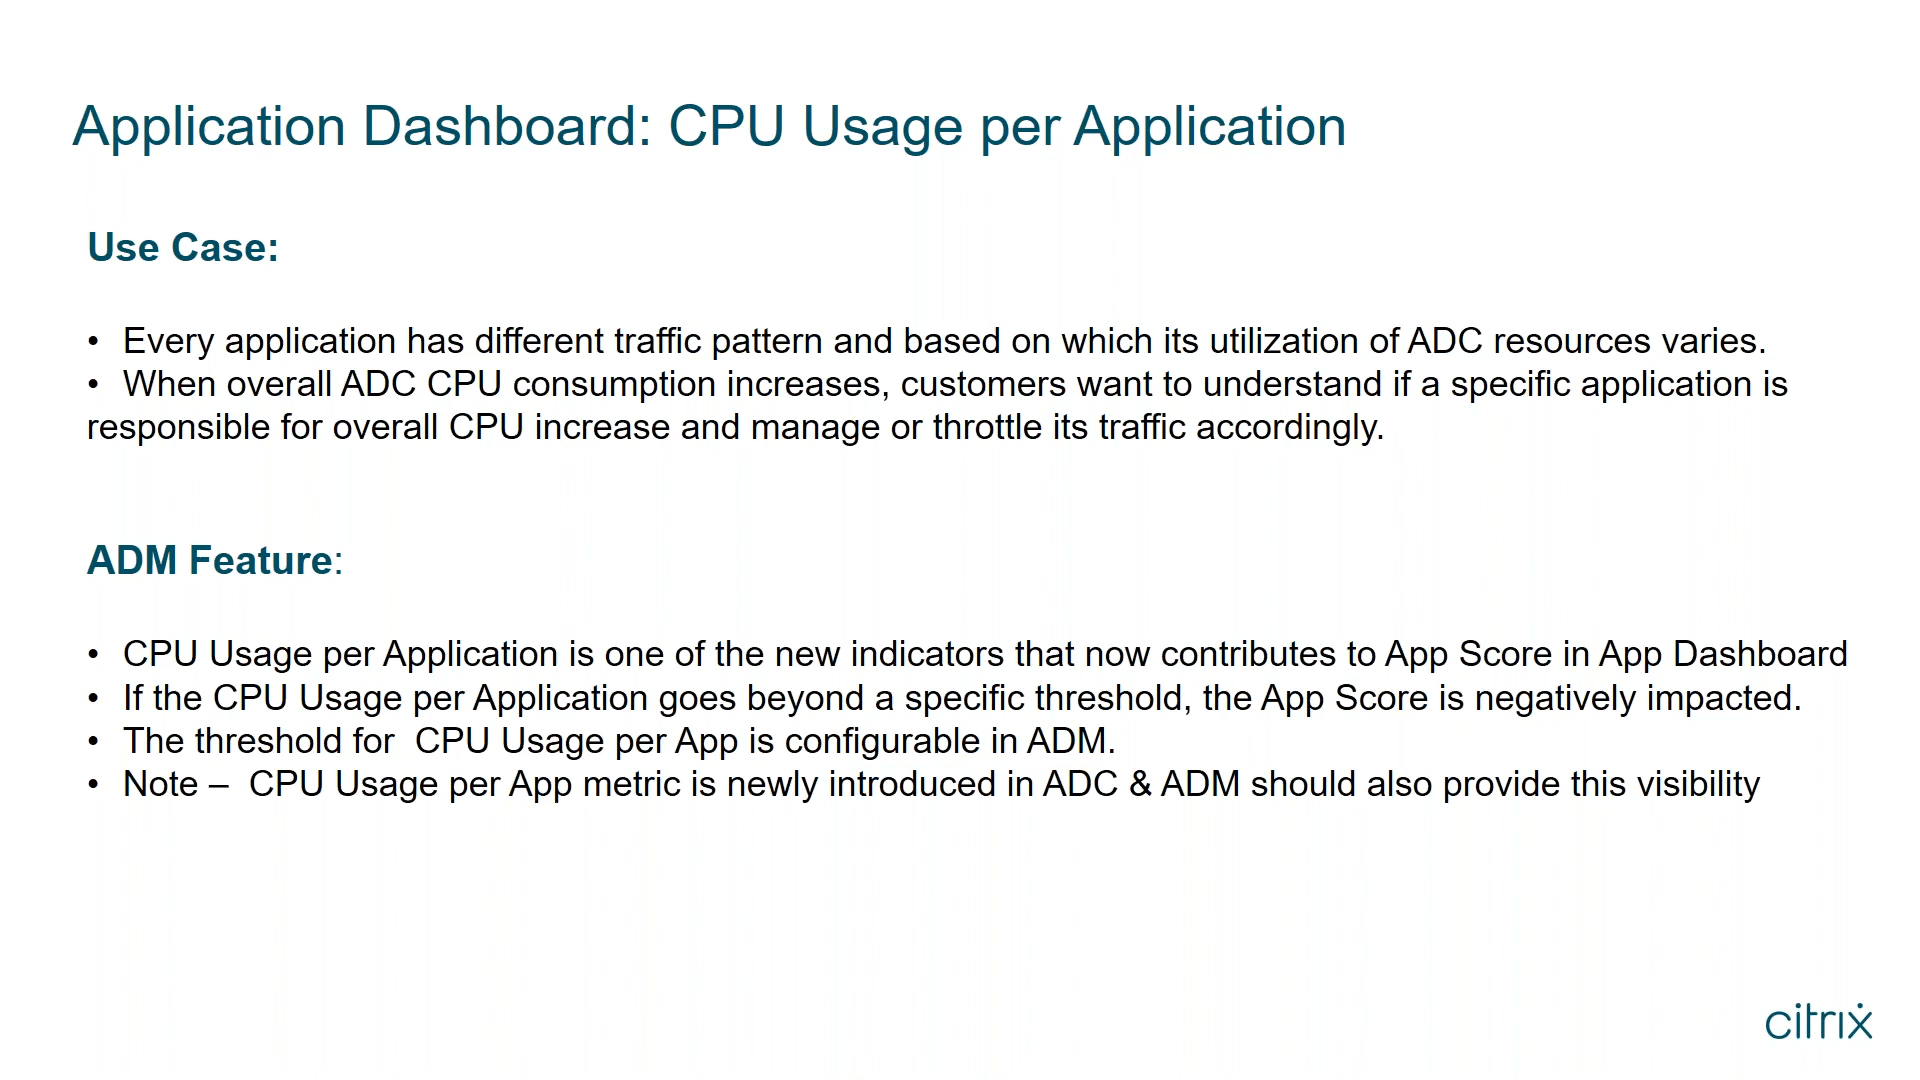 Application Dashboard: CPU Usage per Application
Use Case:
• Every application has different traffic pattern and based on which its utilization of ADC resources varies.
• When overall ADC CPU consumption increases, customers want to understand if a specific application is
responsible for overall CPU increase and manage or throttle its traffic accordingly.
ADM Feature:
• CPU Usage per Application is one of the new indicators that now contributes to App Score in App Dashboard
• If the CPU Usage per Application goes beyond a specific threshold, the App Score is negatively impacted.
• The threshold for  CPU Usage per App is configurable in ADM.
• Note –  CPU Usage per App metric is newly introduced in ADC & ADM should also provide this visibility
citrix